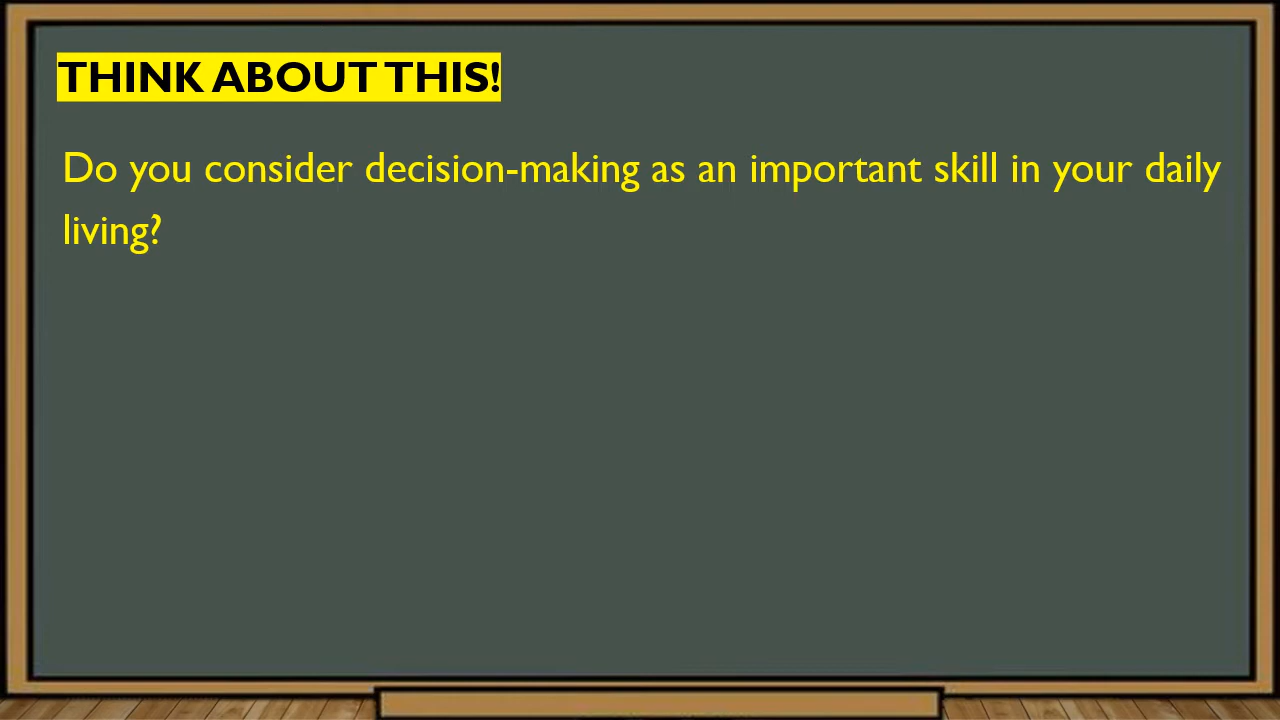 THINK ABOUT THIS!
Do you consider decision-making as an important skill in your daily
living?